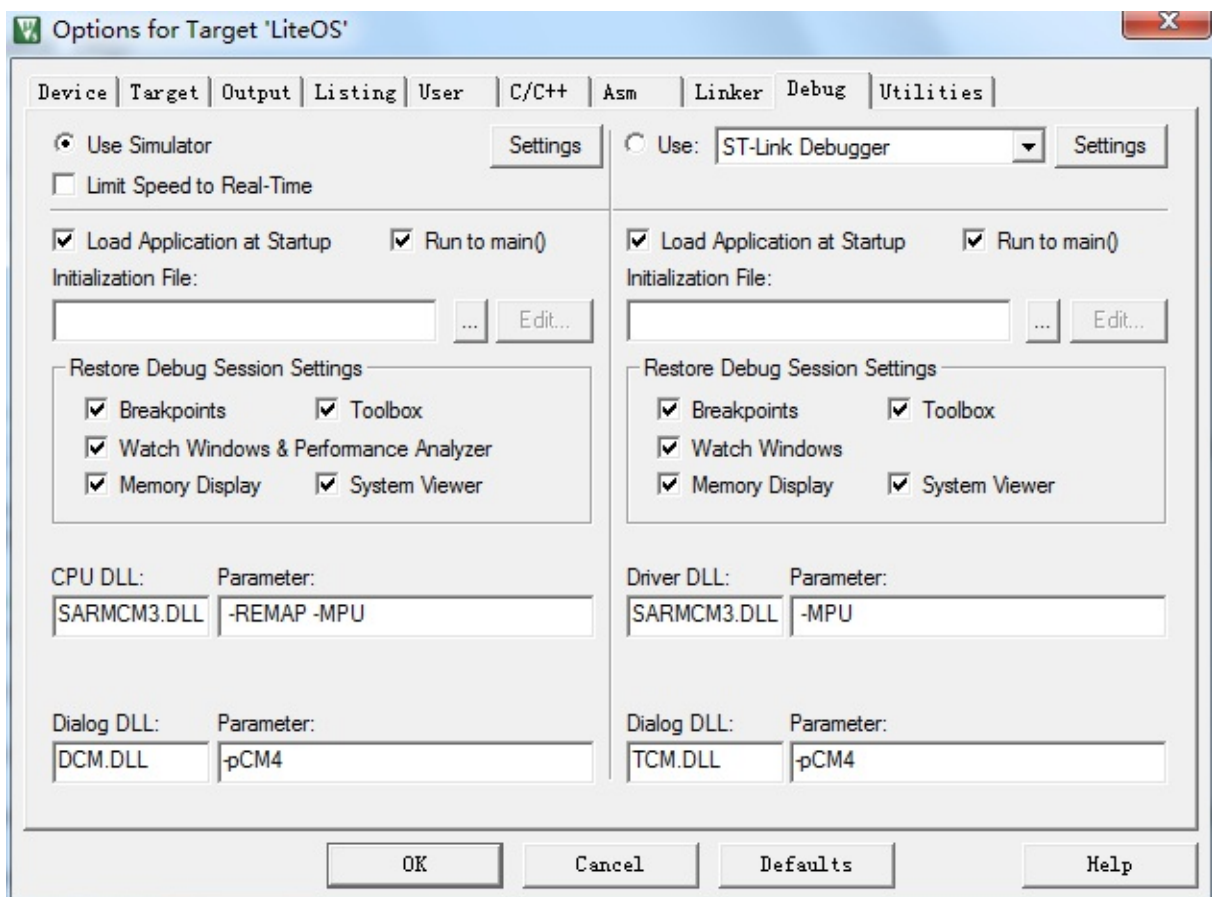 Options for Target 'LiteOS'
Device Target Output Listing User C/C++ Asm Linker Debug Utilities
Use Simulator Settings Use: ST-Link Debugger Settings
Limit Speed to Real-Time
Load Application at Startup Run to main() Load Application at Startup Run to main()
Initialization File: Initialization File:
... Edit... ... Edit...
Restore Debug Session Settings Restore Debug Session Settings
Breakpoints Toolbox Breakpoints Toolbox
Watch Windows & Performance Analyzer Watch Windows
Memory Display System Viewer Memory Display System Viewer
CPU DLL: Parameter: Driver DLL: Parameter:
SARMCM3.DLL -REMAP -MPU SARMCM3.DLL -MPU
Dialog DLL: Parameter: Dialog DLL: Parameter:
DCM.DLL -pCM4 TCM.DLL -pCM4
OK Cancel Defaults Help